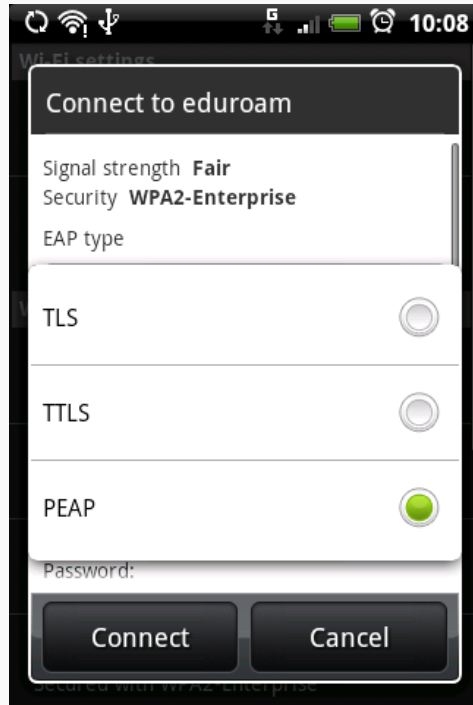 G
10:08
Wi-Fi settings
Connect to eduroam
Signal strength Fair
Security WPA2-Enterprise
EAP type
TLS
TTLS
PEAP
Password:
Connect
Cancel
Secured with WPA2-Enterprise